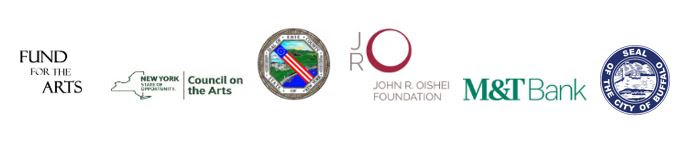 FUND
FOR THE
ARTS
NEW YORK
STATE OF
OPPORTUNITY.
Council on
the Arts
JRO
JOHN R. OISHEI
FOUNDATION
M&T Bank
SEAL
OF THE CITY OF BUFFALO